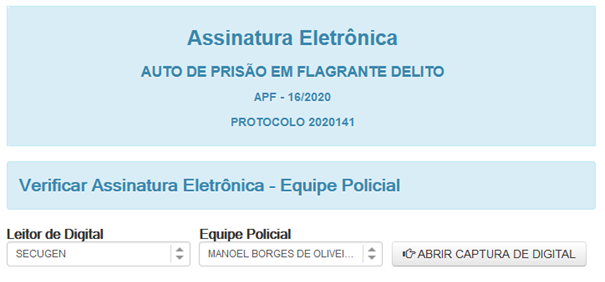 Assinatura Eletrônica
AUTO DE PRISÃO EM FLAGRANTE DELITO
APF - 16/2020
PROTOCOLO 2020141
Verificar Assinatura Eletrônica - Equipe Policial
Leitor de Digital Equipe Policial
SECUGEN MANOEL BORGES DE OLIVEI... ABRIR CAPTURA DE DIGITAL